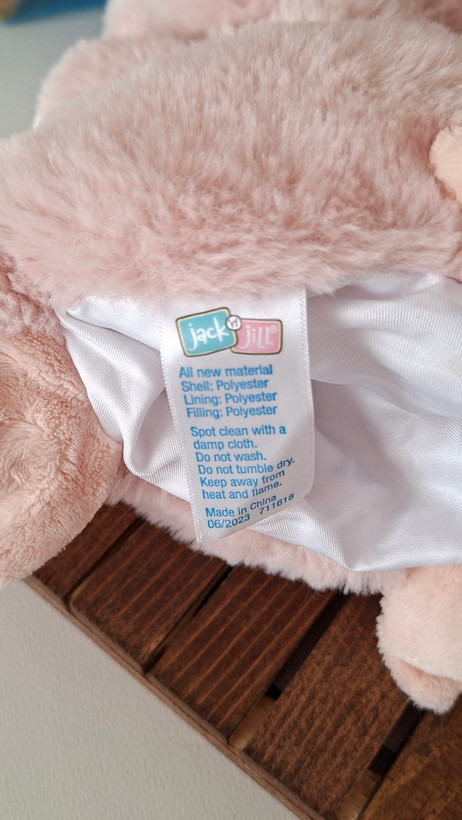 jack n' jill®
All new material
Shell: Polyester
Lining: Polyester
Filling: Polyester
Spot clean with a
damp cloth.
Do not wash.
Do not tumble dry.
Keep away from
heat and flame.
Made in China
06/2023 711618